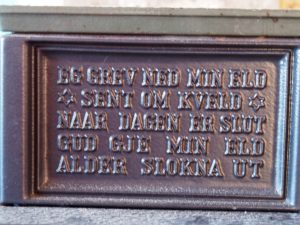 EG GREV NED MIN ELD
✡ SENT OM KVELD ✡
NAAR DAGEN ER SLUT
GUD GJE MIN ELD
ALDER SLOKNA UT